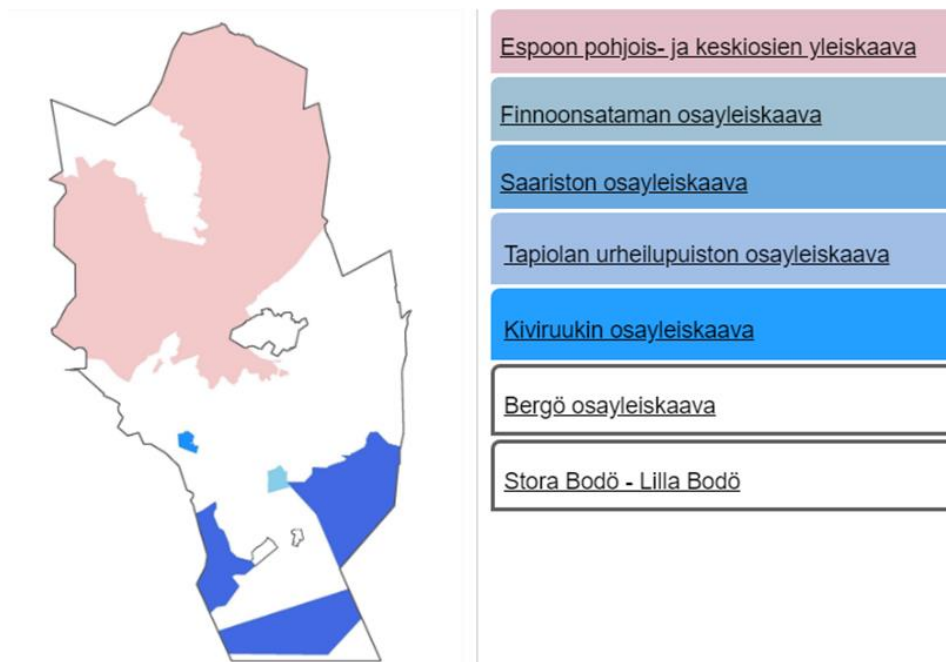 Espoon pohjois- ja keskiosien yleiskaava
Finnoonsataman osayleiskaava
Saariston osayleiskaava
Tapiolan urheilupuiston osayleiskaava
Kiviruukin osayleiskaava
Bergö osayleiskaava
Stora Bodö - Lilla Bodö